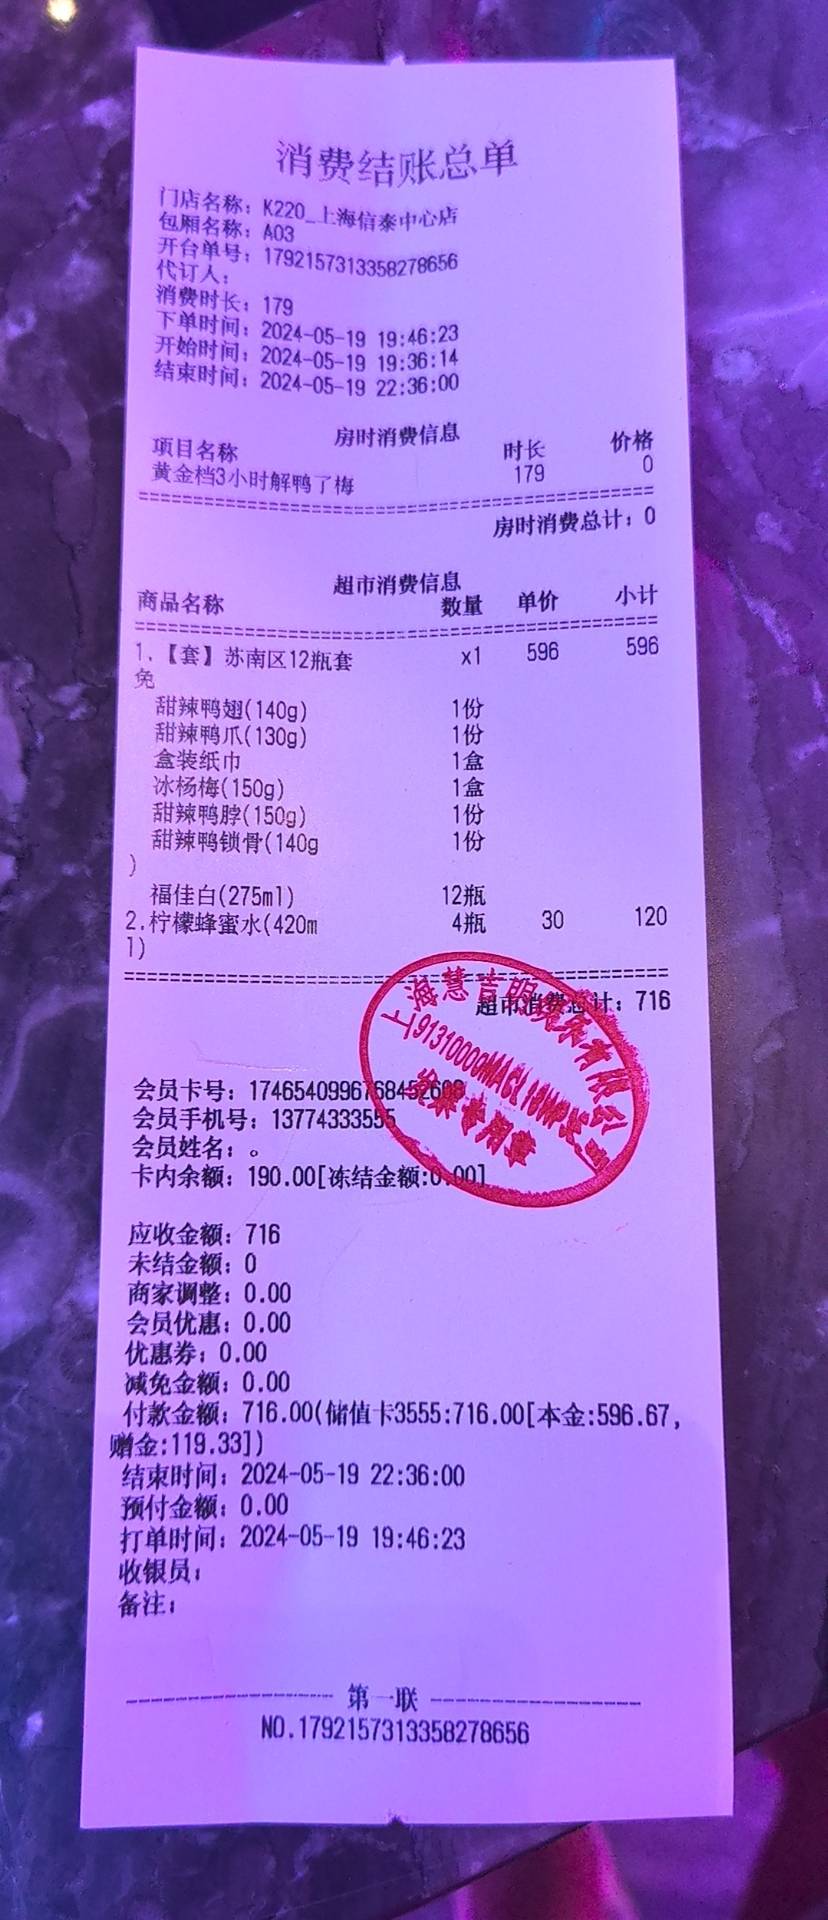 消费结账总单
门店名称：K220_上海信泰中心店
包厢名称：A03
开台单号：1792157313358278656
代订人：
消费时长：179
下单时间：2024-05-19 19:46:23
开始时间：2024-05-19 19:36:14
结束时间：2024-05-19 22:36:00
房时消费信息
项目名称 时长 价格
黄金档3小时解鸭了梅 179 0
房时消费总计：0
超市消费信息
商品名称 数量 单价 小计
1.【套】苏南区12瓶套 x1 596 596
免
甜辣鸭翅(140g) 1份
甜辣鸭爪(130g) 1份
盒装纸巾 1盒
冰杨梅(150g) 1盒
甜辣鸭脖(150g) 1份
甜辣鸭锁骨(140g 1份
)
福佳白(275ml) 12瓶
2.柠檬蜂蜜水(420m 4瓶 30 120
l)
超市消费总计：716
会员卡号：1746540996768452608
会员手机号：13774333555
会员姓名：。
卡内余额：190.00[冻结金额:0.00]
发票专用章
应收金额：716
未结金额：0
商家调整：0.00
会员优惠：0.00
优惠券：0.00
减免金额：0.00
付款金额：716.00(储值卡3555:716.00[本金:596.67,
赠金:119.33])
结束时间：2024-05-19 22:36:00
预付金额：0.00
打单时间：2024-05-19 19:46:23
收银员：
备注：
第一联
NO.1792157313358278656